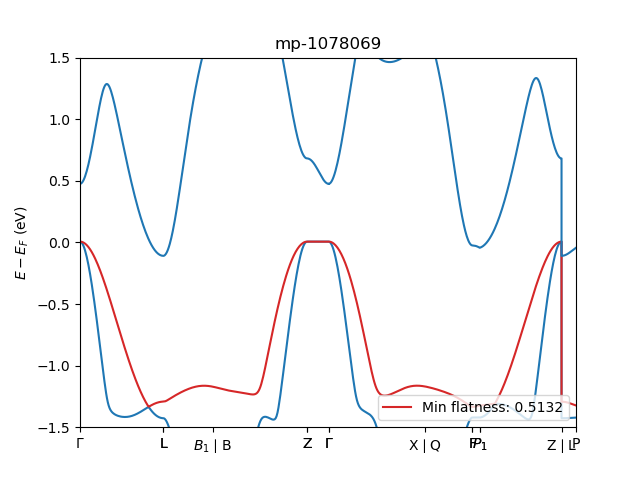 mp-1078069
E − E_F (eV)
1.5
1.0
0.5
0.0
−0.5
−1.0
−1.5
Min flatness: 0.5132
Γ L B₁ | B Z Γ X | Q P₁ Z | L P